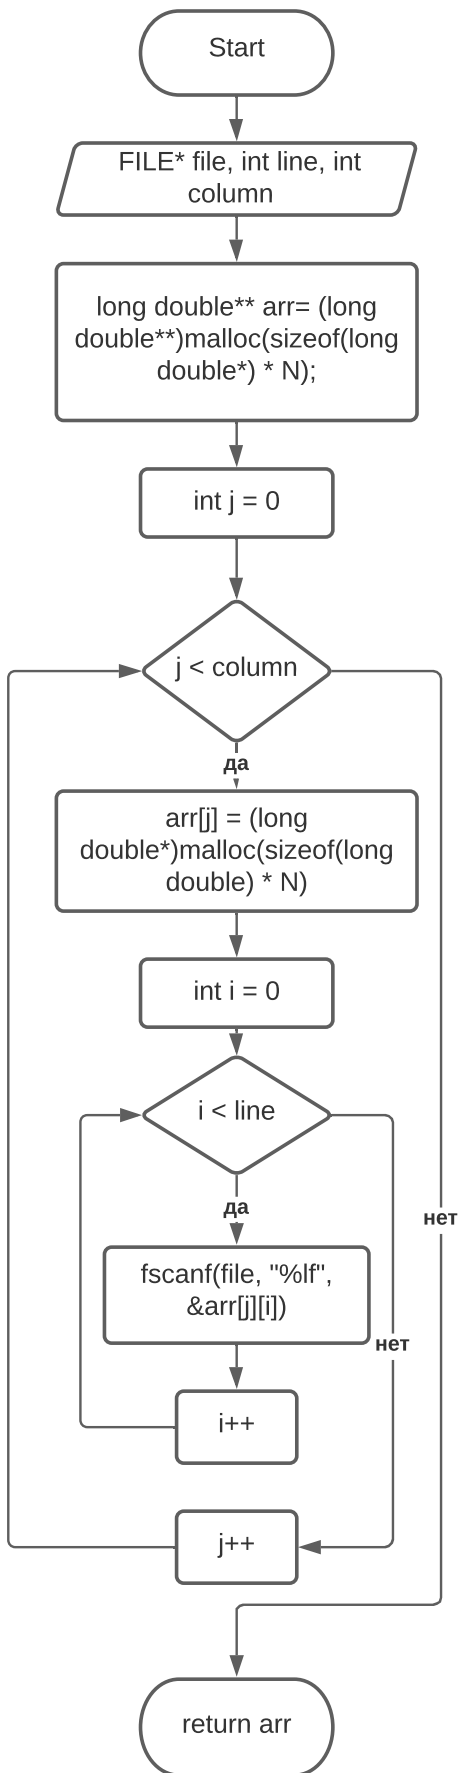 Start
FILE* file, int line, int
column
long double** arr= (long
double**)malloc(sizeof(long
double*) * N);
int j = 0
j < column
да
arr[j] = (long
double*)malloc(sizeof(long
double) * N)
int i = 0
i < line
да
нет
fscanf(file, "%lf",
&arr[j][i])
нет
i++
j++
return arr